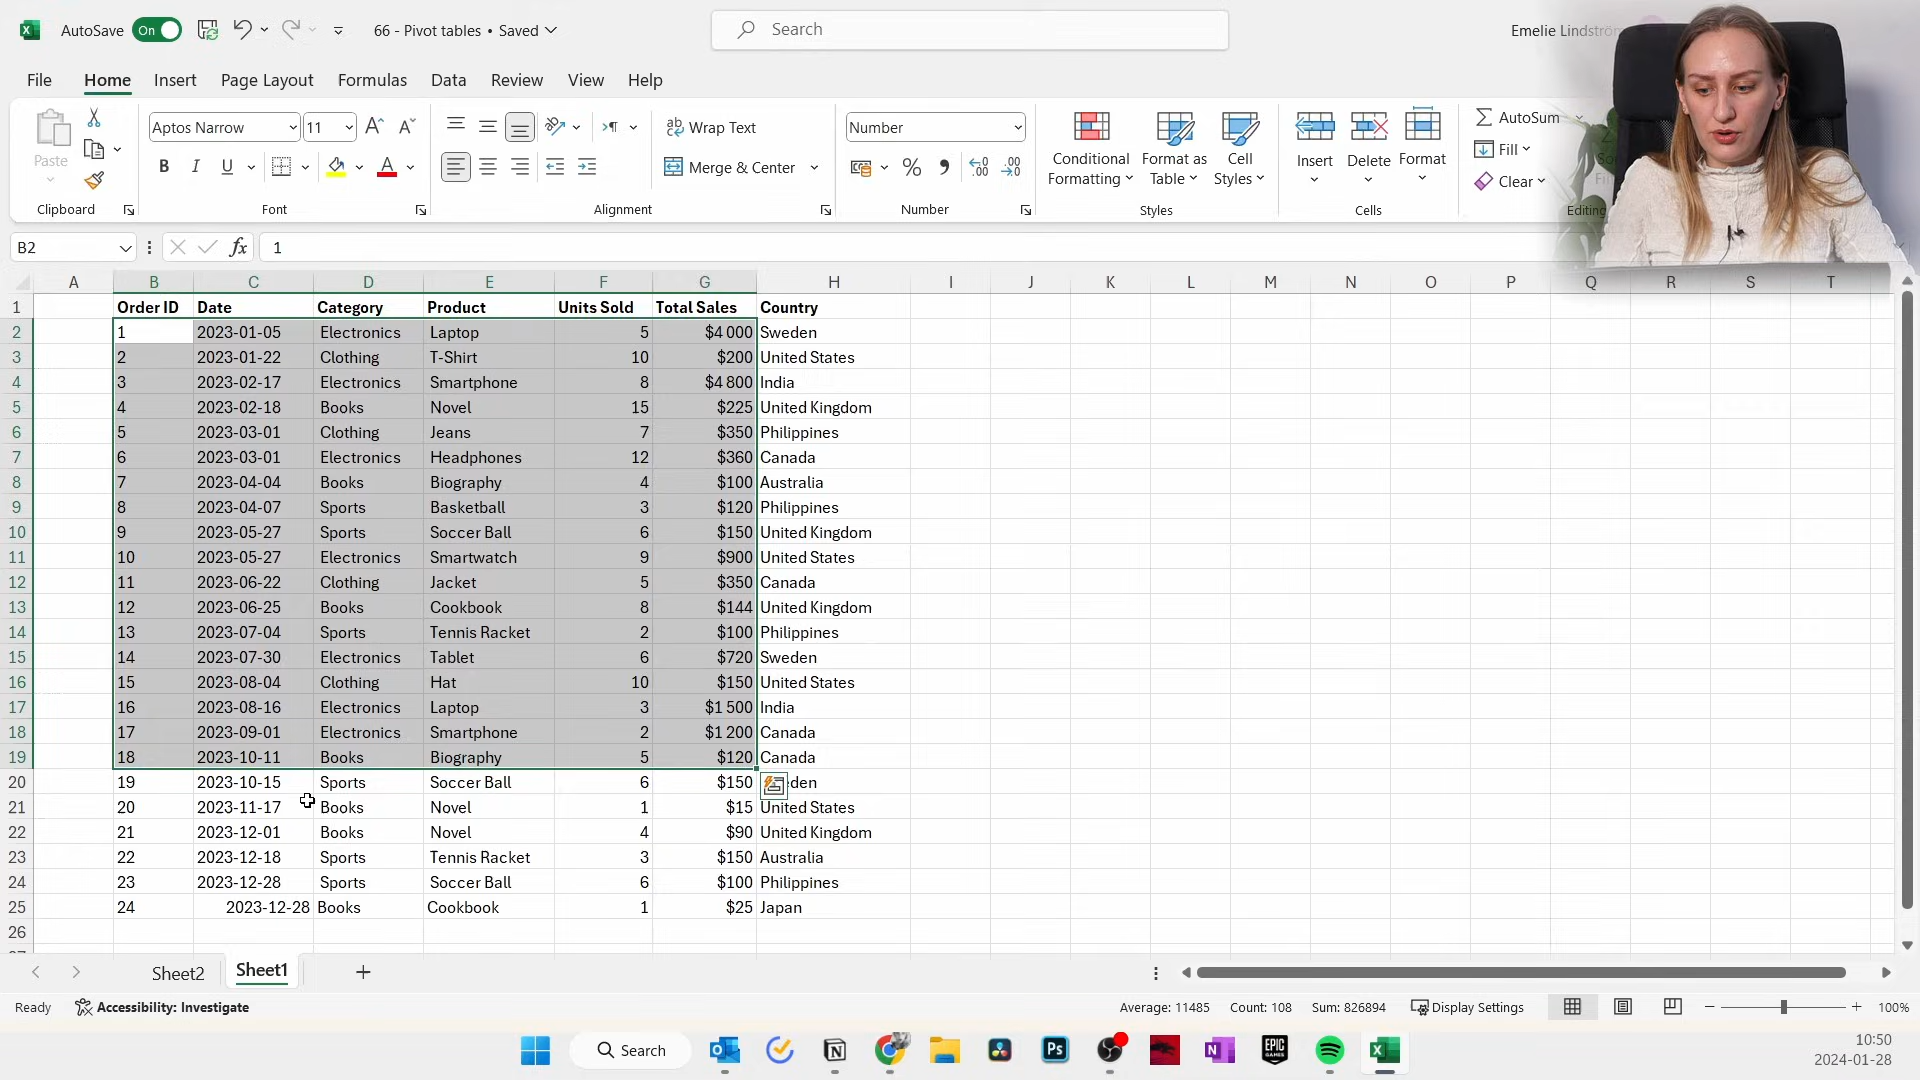 AutoSave On 66 - Pivot tables • Saved Search
File Home Insert Page Layout Formulas Data Review View Help
Paste
Clipboard
Aptos Narrow 11
B I U
Font
Wrap Text
Merge & Center
Alignment
Number
%
Number
Conditional Formatting
Format as Table
Cell Styles
Styles
Insert Delete Format
Cells
AutoSum
Fill
Clear
Editing
B2 fx 1
A B C D E F G H I J K L M N O P Q R S T
1 Order ID Date Category Product Units Sold Total Sales Country
2 1 2023-01-05 Electronics Laptop 5 $4 000 Sweden
3 2 2023-01-22 Clothing T-Shirt 10 $200 United States
4 3 2023-02-17 Electronics Smartphone 8 $4 800 India
5 4 2023-02-18 Books Novel 15 $225 United Kingdom
6 5 2023-03-01 Clothing Jeans 7 $350 Philippines
7 6 2023-03-01 Electronics Headphones 12 $360 Canada
8 7 2023-04-04 Books Biography 4 $100 Australia
9 8 2023-04-07 Sports Basketball 3 $120 Philippines
10 9 2023-05-27 Sports Soccer Ball 6 $150 United Kingdom
11 10 2023-05-27 Electronics Smartwatch 9 $900 United States
12 11 2023-06-22 Clothing Jacket 5 $350 Canada
13 12 2023-06-25 Books Cookbook 8 $144 United Kingdom
14 13 2023-07-04 Sports Tennis Racket 2 $100 Philippines
15 14 2023-07-30 Electronics Tablet 6 $720 Sweden
16 15 2023-08-04 Clothing Hat 10 $150 United States
17 16 2023-08-16 Electronics Laptop 3 $1 500 India
18 17 2023-09-01 Electronics Smartphone 2 $1 200 Canada
19 18 2023-10-11 Books Biography 5 $120 Canada
20 19 2023-10-15 Sports Soccer Ball 6 $150 den
21 20 2023-11-17 Books Novel 1 $15 United States
22 21 2023-12-01 Books Novel 4 $90 United Kingdom
23 22 2023-12-18 Sports Tennis Racket 3 $150 Australia
24 23 2023-12-28 Sports Soccer Ball 6 $100 Philippines
25 24 2023-12-28 Books Cookbook 1 $25 Japan
26
Sheet2 Sheet1
Ready Accessibility: Investigate Average: 11485 Count: 108 Sum: 826894 Display Settings 100%
Search
Ps
N
EPIC GAMES
10:50
2024-01-28